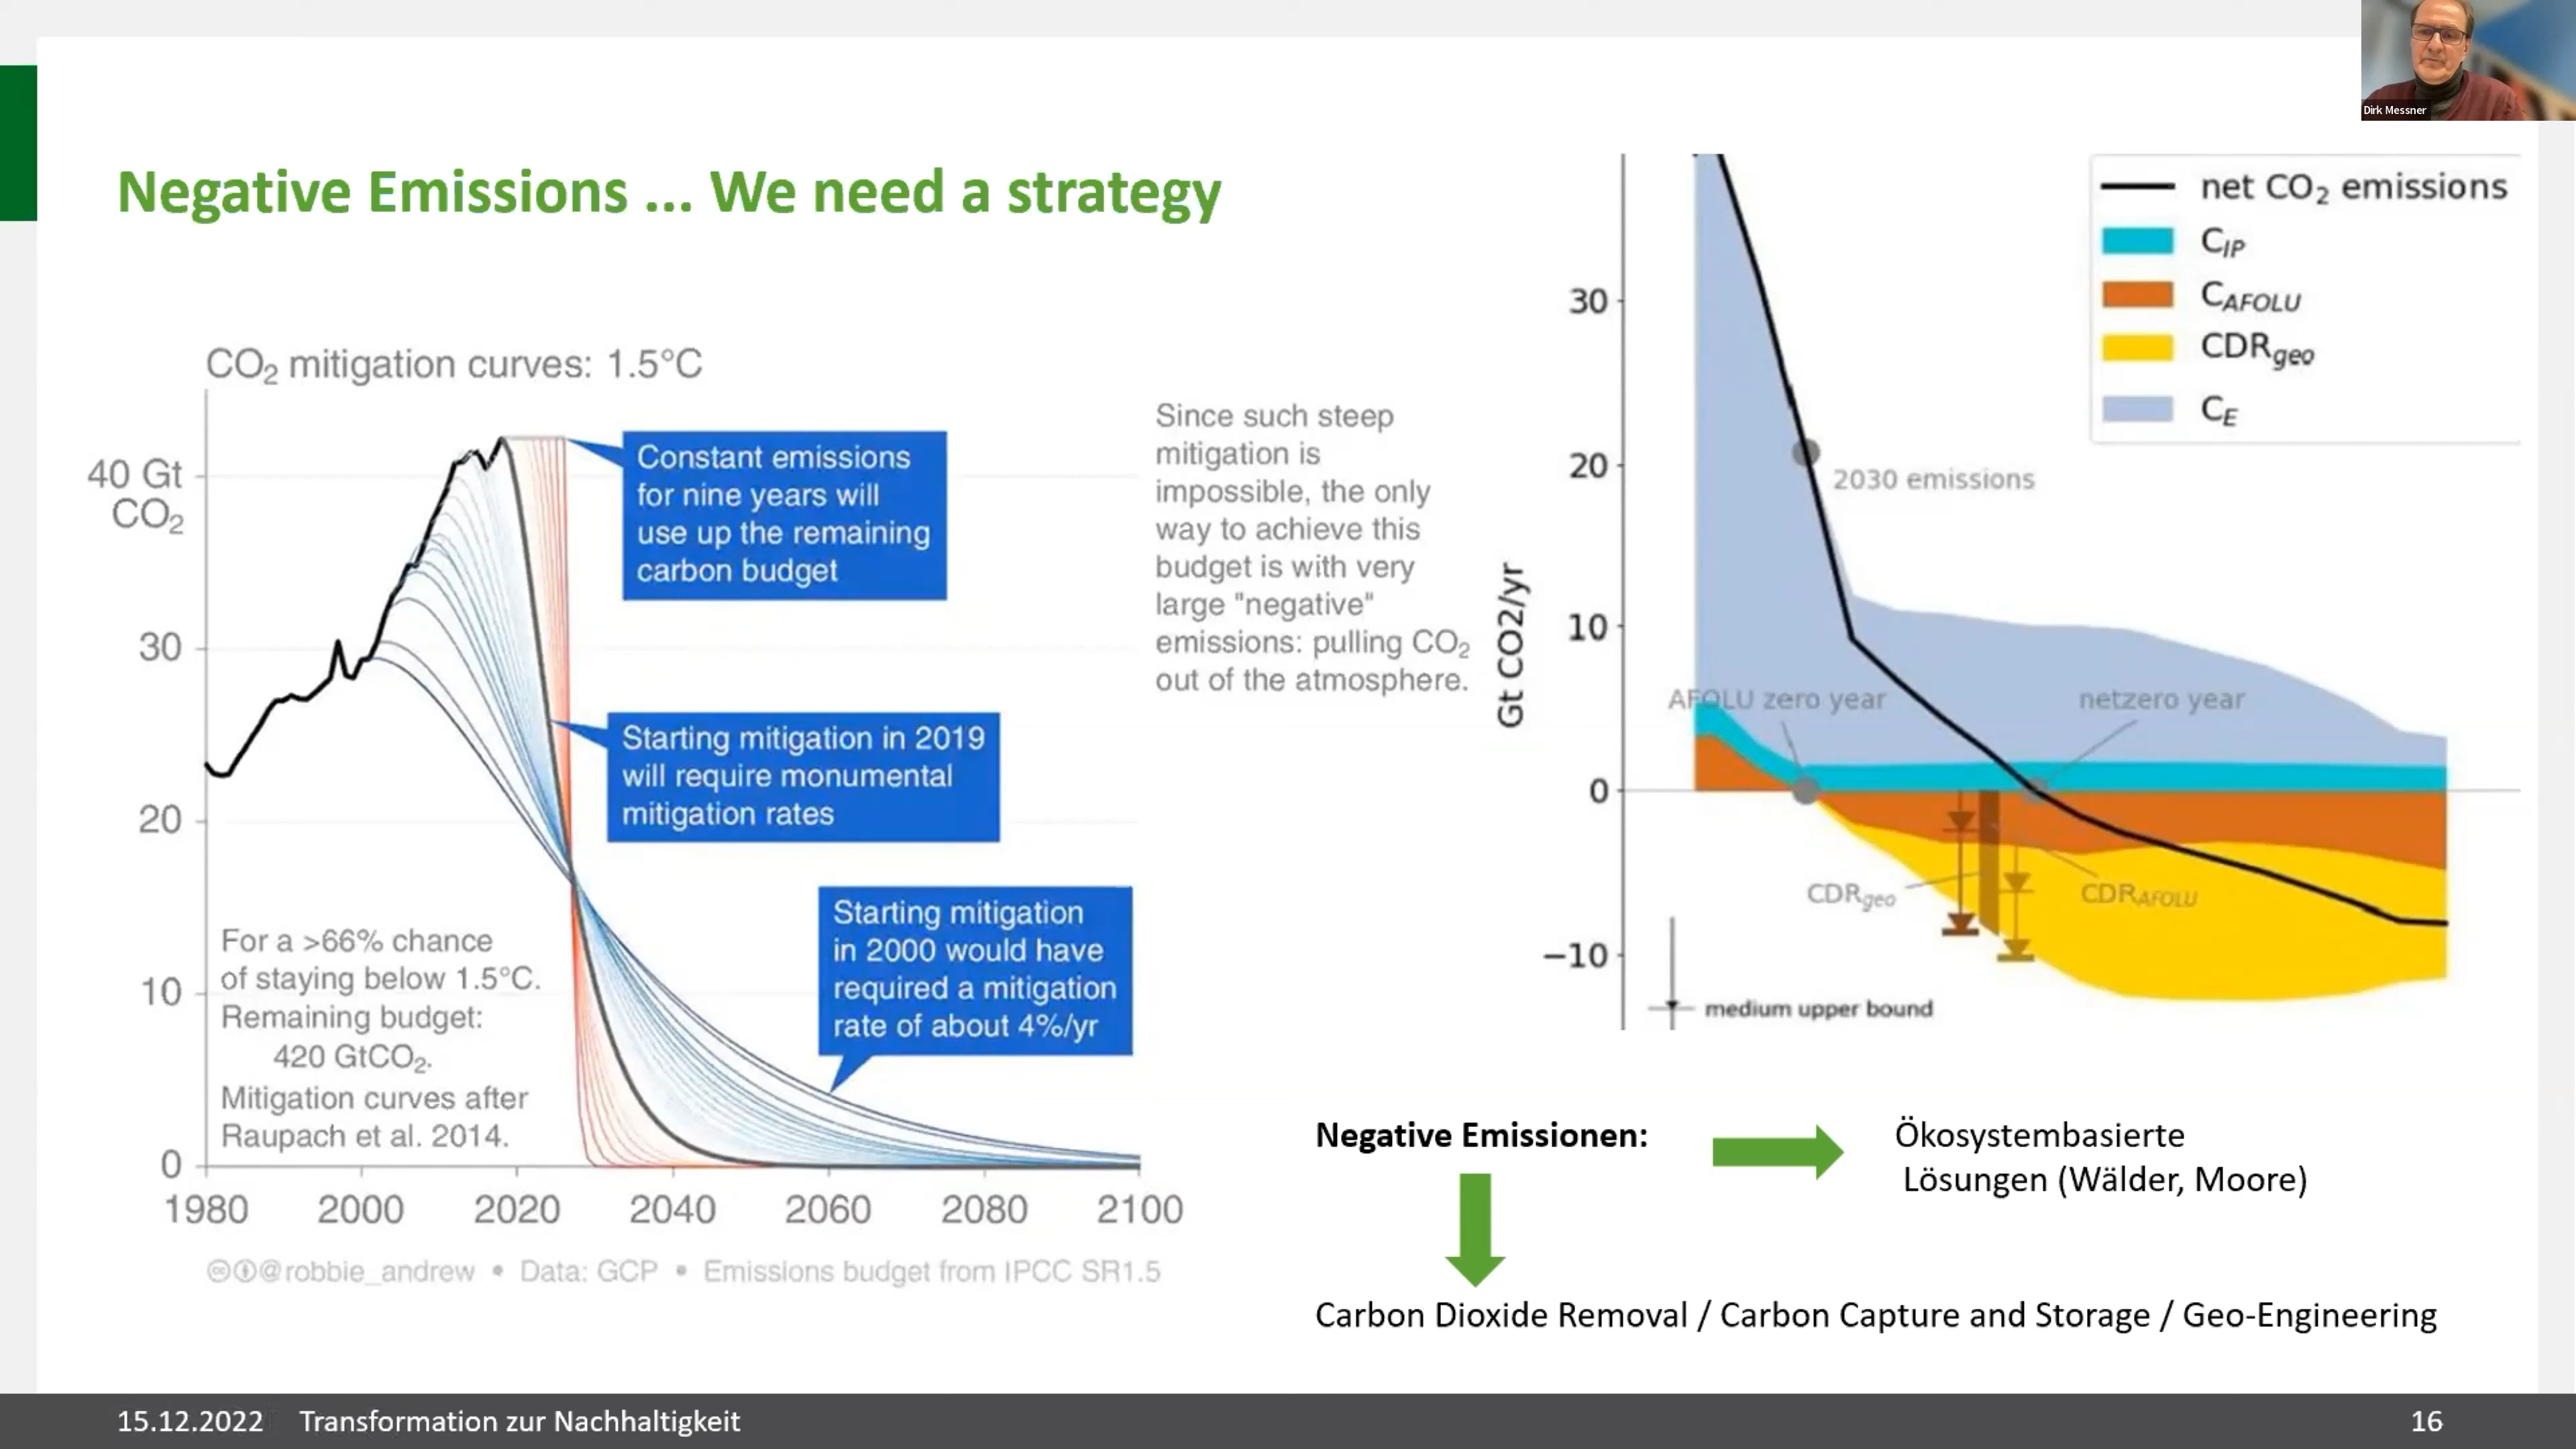 Dirk Messner
Negative Emissions ... We need a strategy
CO₂ mitigation curves: 1.5°C
40 Gt
CO₂
30
20
10
0
1980
2000
2020
2040
2060
2080
2100
Constant emissions
for nine years will
use up the remaining
carbon budget
Starting mitigation in 2019
will require monumental
mitigation rates
Starting mitigation
in 2000 would have
required a mitigation
rate of about 4%/yr
For a >66% chance
of staying below 1.5°C.
Remaining budget:
420 GtCO₂.
Mitigation curves after
Raupach et al. 2014.
@robbie_andrew • Data: GCP • Emissions budget from IPCC SR1.5
Since such steep
mitigation is
impossible, the only
way to achieve this
budget is with very
large "negative"
emissions: pulling CO₂
out of the atmosphere.
Gt CO2/yr
30
20
10
0
−10
net CO₂ emissions
C_IP
C_AFOLU
CDR_geo
C_E
2030 emissions
AFOLU zero year
netzero year
CDR_geo
CDR_AFOLU
medium upper bound
Negative Emissionen:
Ökosystembasierte
Lösungen (Wälder, Moore)
Carbon Dioxide Removal / Carbon Capture and Storage / Geo-Engineering
15.12.2022 Transformation zur Nachhaltigkeit
16